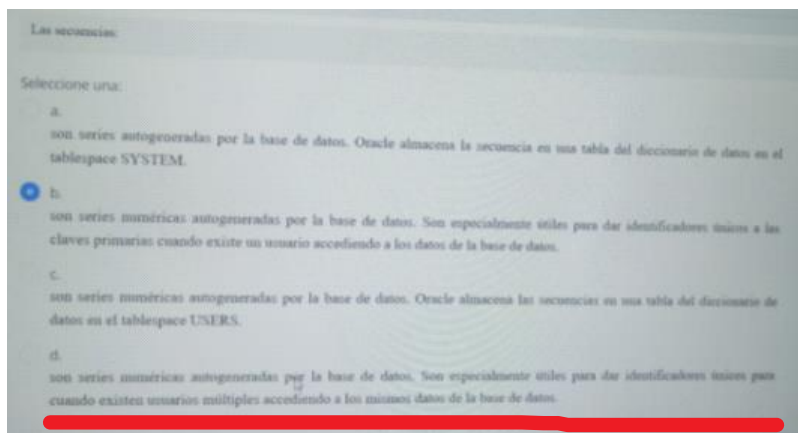 Las secuencias:
Seleccione una:
a.
son series autogeneradas por la base de datos. Oracle almacena la secuencia en una tabla del diccionario de datos en el
tablespace SYSTEM.
b.
son series numéricas autogeneradas por la base de datos. Son especialmente útiles para dar identificadores únicos a las
claves primarias cuando existe un usuario accediendo a los datos de la base de datos.
c.
son series numéricas autogeneradas por la base de datos. Oracle almacena las secuencias en una tabla del diccionario de
datos en el tablespace USERS.
d.
son series numéricas autogeneradas por la base de datos. Son especialmente útiles para dar identificadores únicos para
cuando existen usuarios múltiples accediendo a los mismos datos de la base de datos.